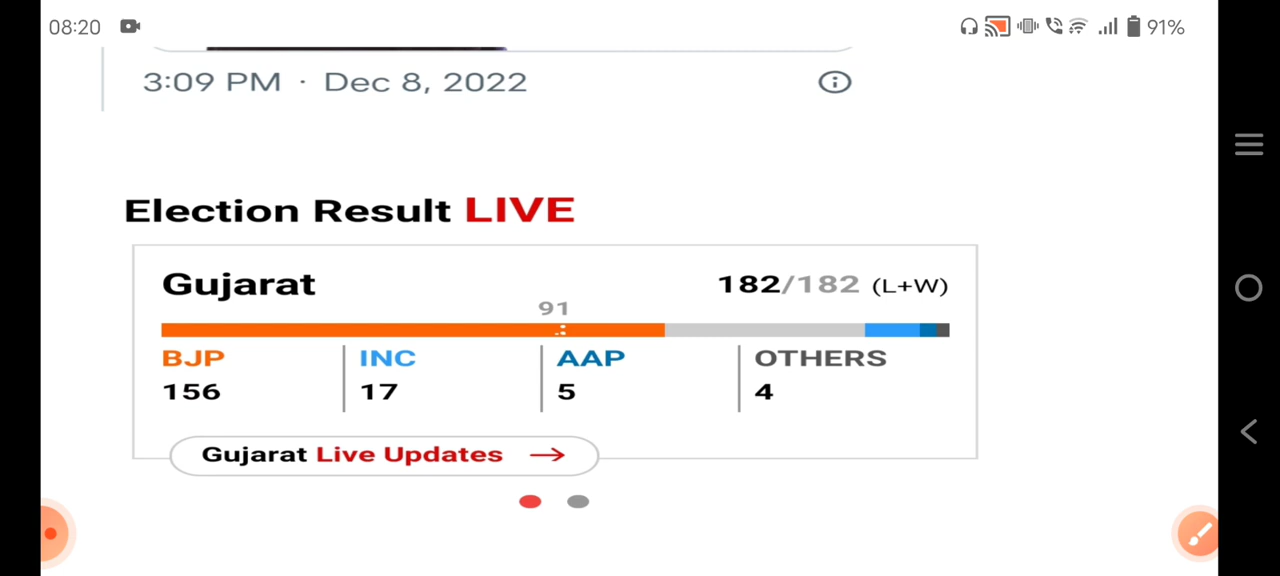 08:20
91%
3:09 PM · Dec 8, 2022
Election Result LIVE
Gujarat 182/182 (L+W)
91
BJP INC AAP OTHERS
156 17 5 4
Gujarat Live Updates →